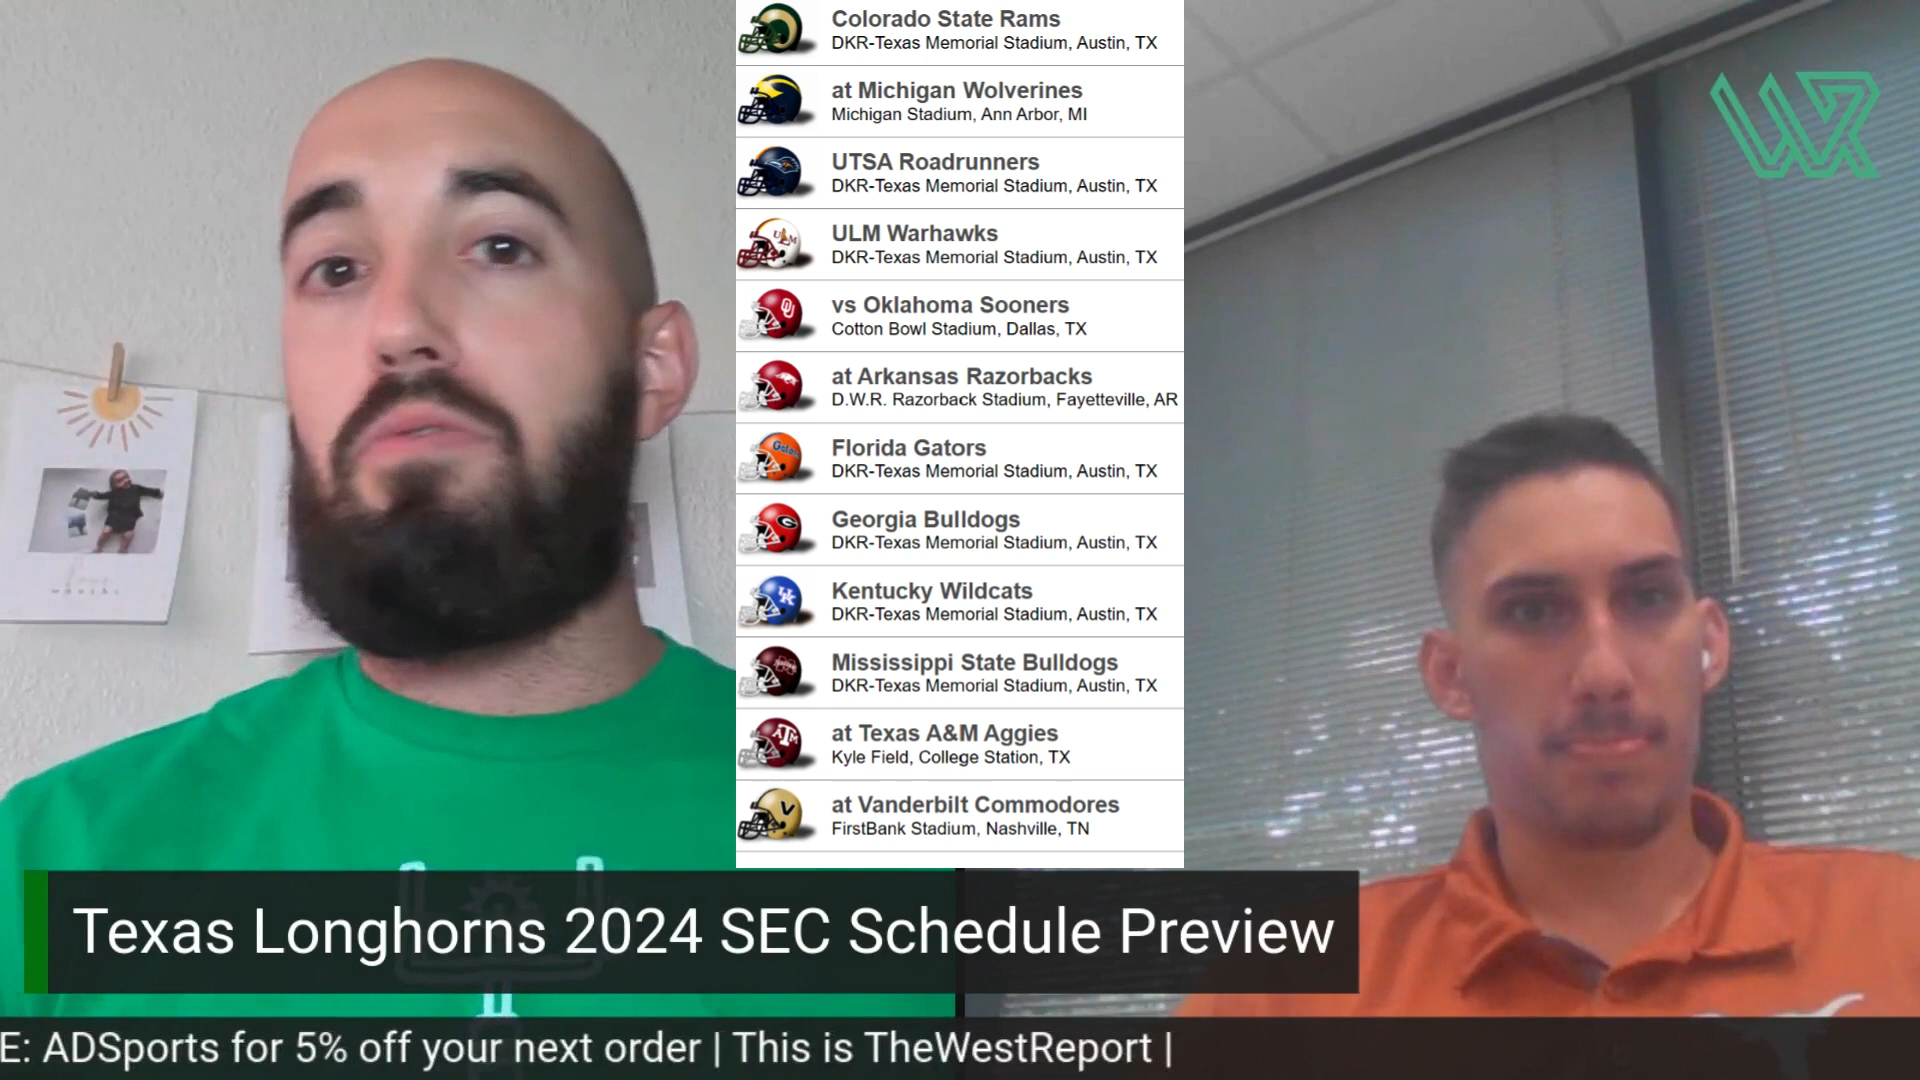 Colorado State Rams
DKR-Texas Memorial Stadium, Austin, TX
at Michigan Wolverines
Michigan Stadium, Ann Arbor, MI
UTSA Roadrunners
DKR-Texas Memorial Stadium, Austin, TX
ULM Warhawks
DKR-Texas Memorial Stadium, Austin, TX
vs Oklahoma Sooners
Cotton Bowl Stadium, Dallas, TX
at Arkansas Razorbacks
D.W.R. Razorback Stadium, Fayetteville, AR
Florida Gators
DKR-Texas Memorial Stadium, Austin, TX
Georgia Bulldogs
DKR-Texas Memorial Stadium, Austin, TX
Kentucky Wildcats
DKR-Texas Memorial Stadium, Austin, TX
Mississippi State Bulldogs
DKR-Texas Memorial Stadium, Austin, TX
at Texas A&M Aggies
Kyle Field, College Station, TX
at Vanderbilt Commodores
FirstBank Stadium, Nashville, TN
Texas Longhorns 2024 SEC Schedule Preview
E: ADSports for 5% off your next order | This is TheWestReport |